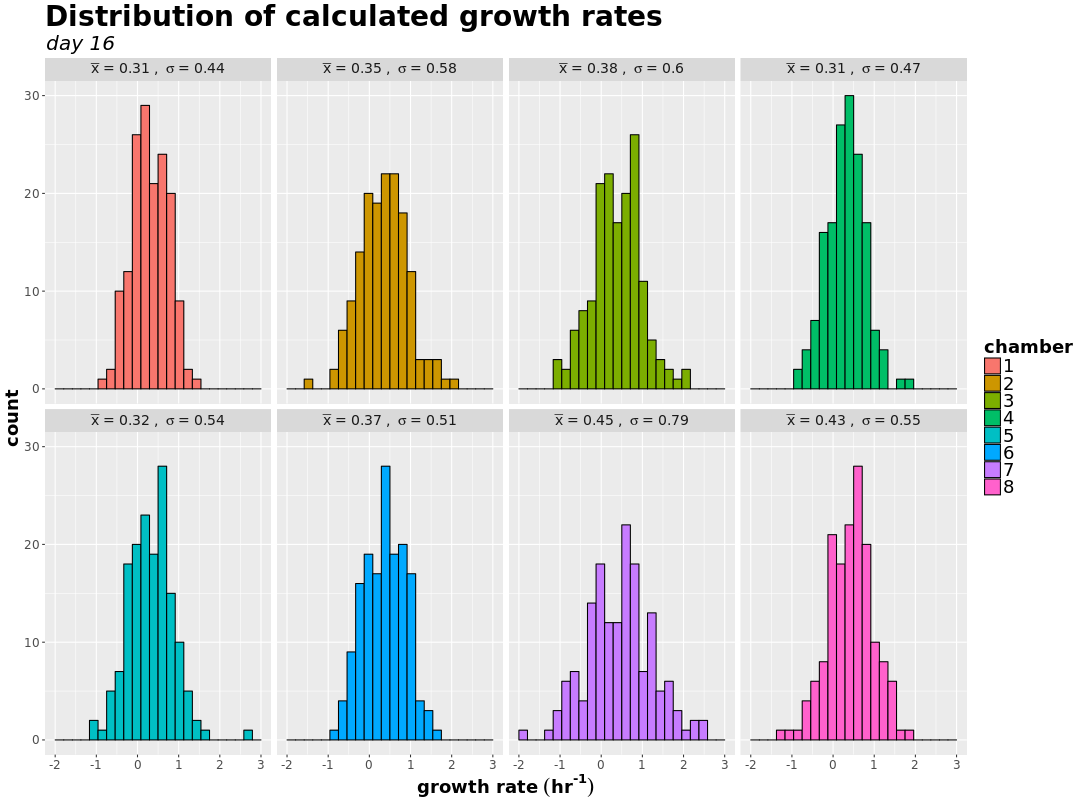 Distribution of calculated growth rates
day 16
x̅ = 0.31 , σ = 0.44
x̅ = 0.35 , σ = 0.58
x̅ = 0.38 , σ = 0.6
x̅ = 0.31 , σ = 0.47
30
20
10
0
x̅ = 0.32 , σ = 0.54
x̅ = 0.37 , σ = 0.51
x̅ = 0.45 , σ = 0.79
x̅ = 0.43 , σ = 0.55
30
20
10
0
count
-2 -1 0 1 2 3
-2 -1 0 1 2 3
-2 -1 0 1 2 3
-2 -1 0 1 2 3
growth rate (hr⁻¹)
chamber
1
2
3
4
5
6
7
8